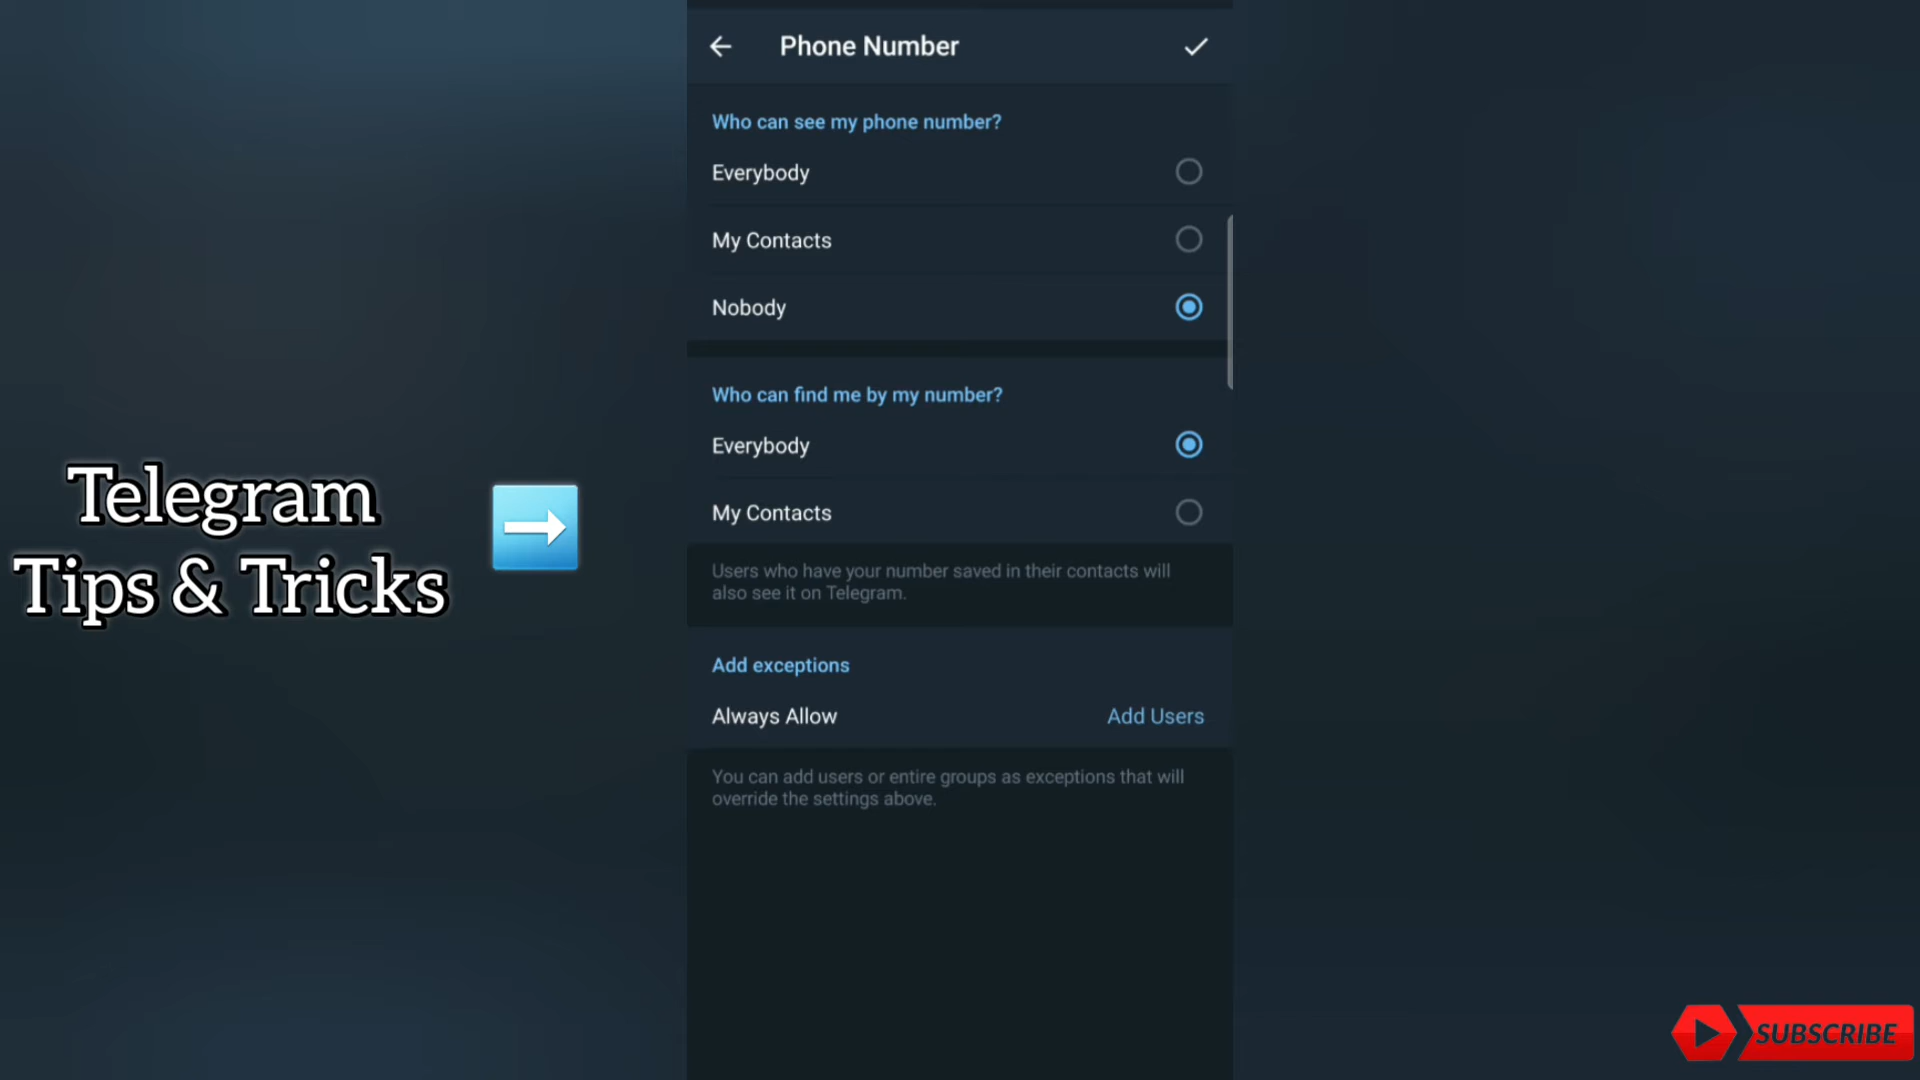 Phone Number
Who can see my phone number?
Everybody
My Contacts
Nobody
Who can find me by my number?
Everybody
My Contacts
Users who have your number saved in their contacts will
also see it on Telegram.
Add exceptions
Always Allow
Add Users
You can add users or entire groups as exceptions that will
override the settings above.
Telegram
Tips & Tricks
SUBSCRIBE